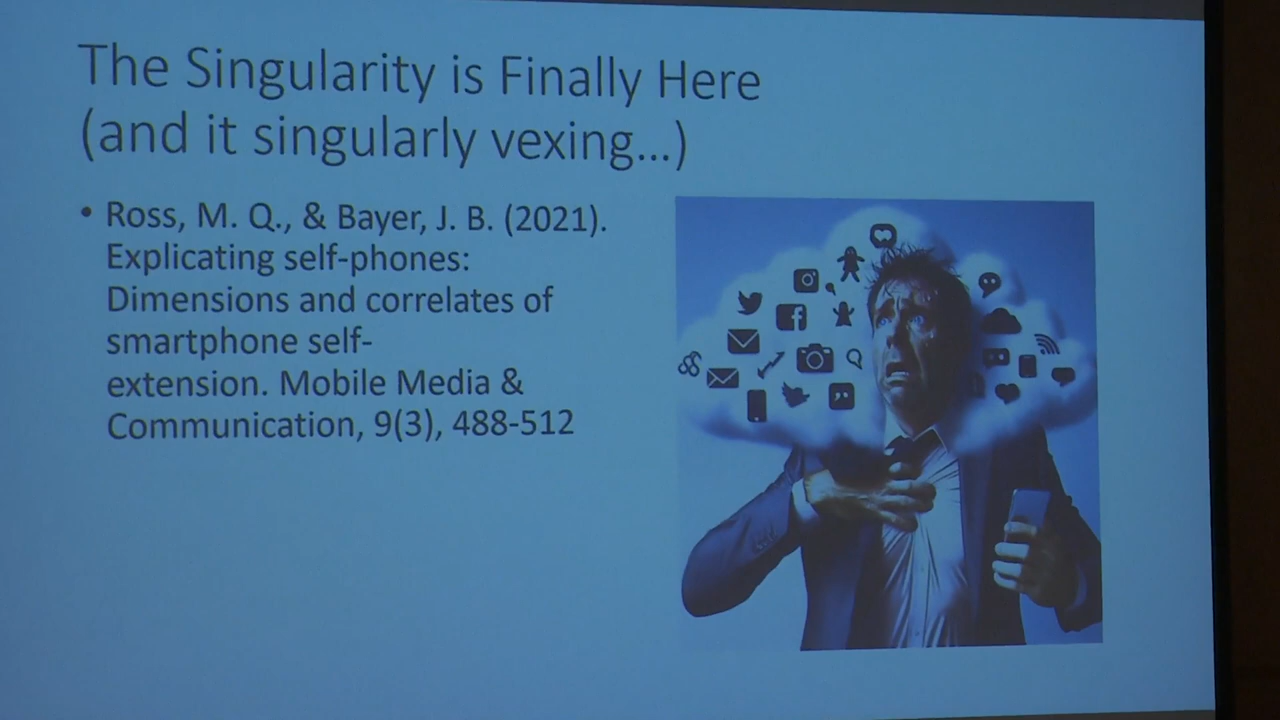 The Singularity is Finally Here
(and it singularly vexing...)
• Ross, M. Q., & Bayer, J. B. (2021).
Explicating self-phones:
Dimensions and correlates of
smartphone self-
extension. Mobile Media &
Communication, 9(3), 488-512